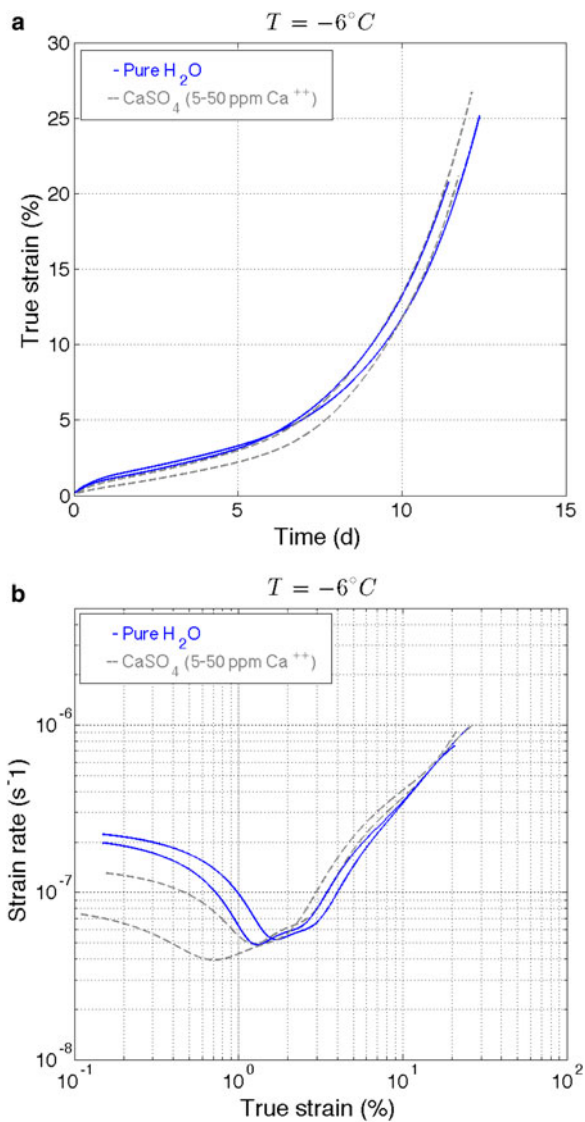 a
T = −6°C
30
25
20
15
10
5
0
True strain (%)
Pure H2O
CaSO4 (5-50 ppm Ca++)
0 5 10 15
Time (d)
b
T = −6°C
Pure H2O
CaSO4 (5-50 ppm Ca++)
10-6
10-7
10-8
Strain rate (s-1)
10-1 100 101 102
True strain (%)